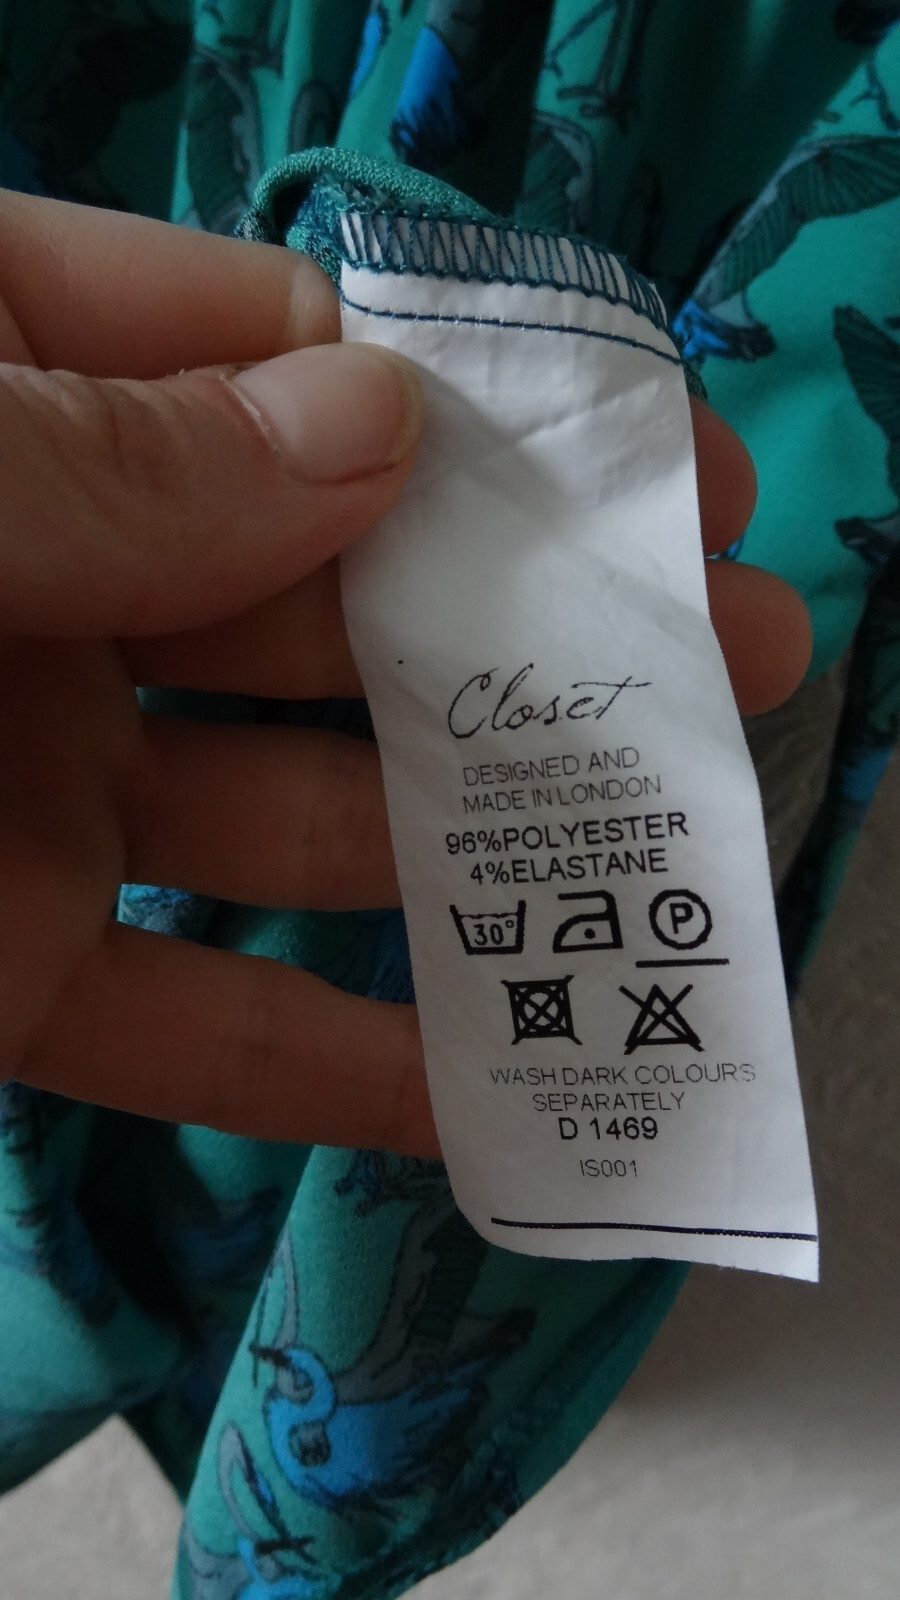 Closet
DESIGNED AND
MADE IN LONDON
96%POLYESTER
4%ELASTANE
30°
P
WASH DARK COLOURS
SEPARATELY
D 1469
IS001